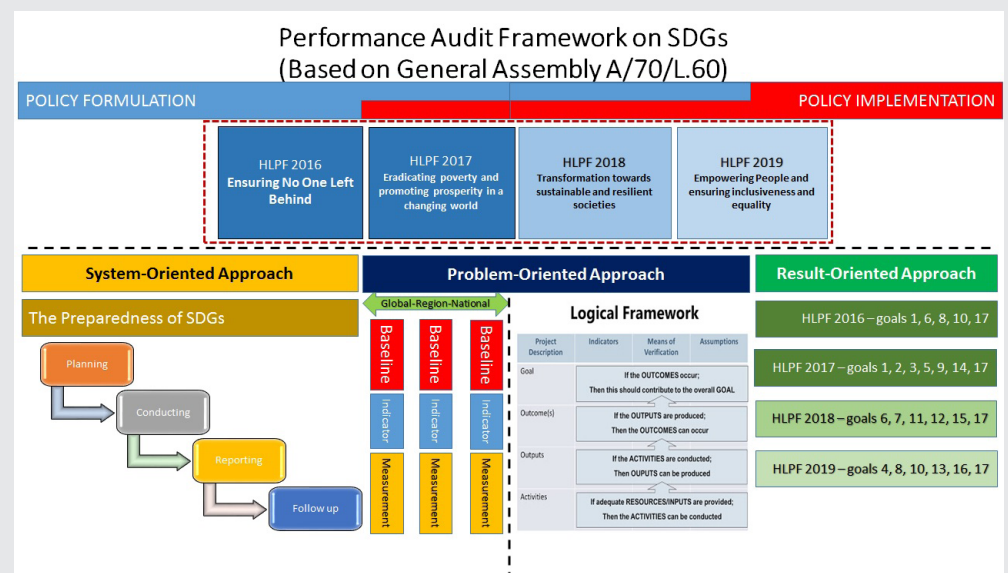 Performance Audit Framework on SDGs
(Based on General Assembly A/70/L.60)
POLICY FORMULATION
POLICY IMPLEMENTATION
HLPF 2016
Ensuring No One Left
Behind
HLPF 2017
Eradicating poverty and
promoting prosperity in a
changing world
HLPF 2018
Transformation towards
sustainable and resilient
societies
HLPF 2019
Empowering People and
ensuring inclusiveness and
equality
System-Oriented Approach
Problem-Oriented Approach
Result-Oriented Approach
The Preparedness of SDGs
Planning
Conducting
Reporting
Follow up
Global-Region-National
Baseline
Baseline
Baseline
Indicator
Indicator
Indicator
Measurement
Measurement
Measurement
Logical Framework
Project
Description
Indicators
Means of
Verification
Assumptions
Goal
If the OUTCOMES occur;
Then this should contribute to the overall GOAL
Outcome(s)
If the OUTPUTS are produced;
Then the OUTCOMES can occur
Outputs
If the ACTIVITIES are conducted;
Then OUPUTS can be produced
Activities
If adequate RESOURCES/INPUTS are provided;
Then the ACTIVITIES can be conducted
HLPF 2016 – goals 1, 6, 8, 10, 17
HLPF 2017 – goals 1, 2, 3, 5, 9, 14, 17
HLPF 2018 – goals 6, 7, 11, 12, 15, 17
HLPF 2019 – goals 4, 8, 10, 13, 16, 17